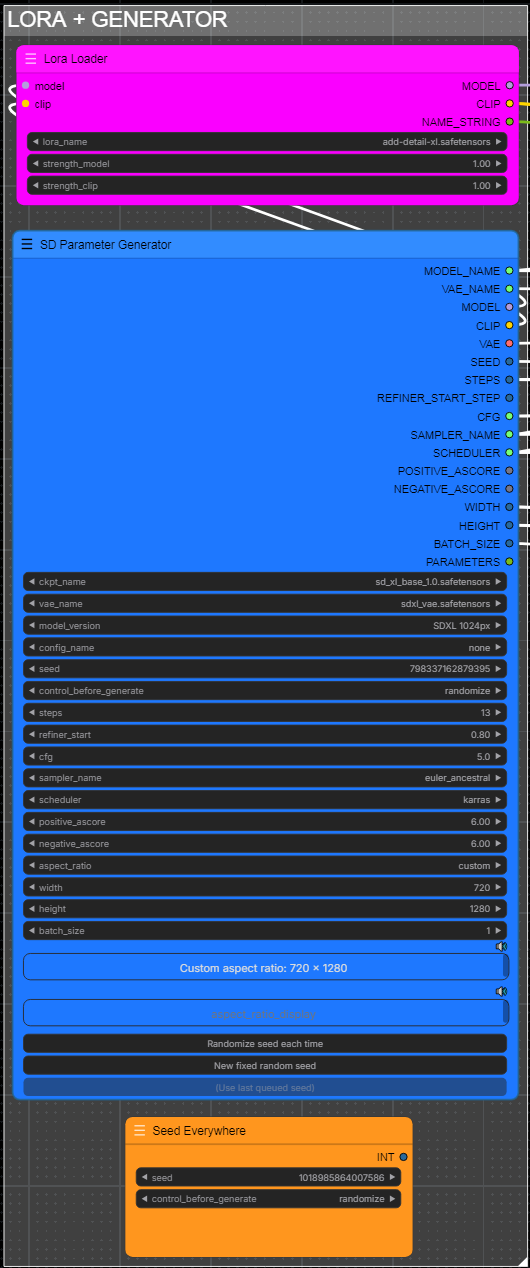 LORA + GENERATOR
Lora Loader
model MODEL
clip CLIP
NAME_STRING
lora_name add-detail-xl.safetensors
strength_model 1.00
strength_clip 1.00
SD Parameter Generator
MODEL_NAME
VAE_NAME
MODEL
CLIP
VAE
SEED
STEPS
REFINER_START_STEP
CFG
SAMPLER_NAME
SCHEDULER
POSITIVE_ASCORE
NEGATIVE_ASCORE
WIDTH
HEIGHT
BATCH_SIZE
PARAMETERS
ckpt_name sd_xl_base_1.0.safetensors
vae_name sdxl_vae.safetensors
model_version SDXL 1024px
config_name none
seed 798337162879395
control_before_generate randomize
steps 13
refiner_start 0.80
cfg 5.0
sampler_name euler_ancestral
scheduler karras
positive_ascore 6.00
negative_ascore 6.00
aspect_ratio custom
width 720
height 1280
batch_size 1
Custom aspect ratio: 720 × 1280
aspect_ratio_display
Randomize seed each time
New fixed random seed
(Use last queued seed)
Seed Everywhere
INT
seed 1018985864007586
control_before_generate randomize